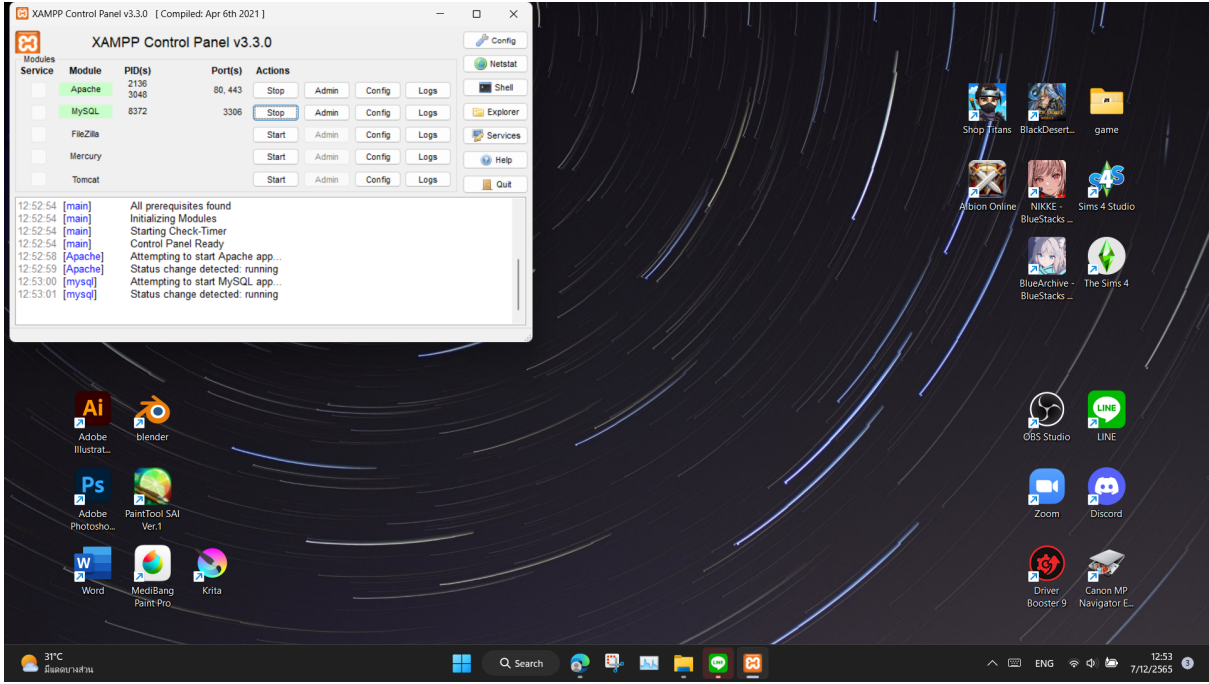 XAMPP Control Panel v3.3.0 [ Compiled: Apr 6th 2021 ]
XAMPP Control Panel v3.3.0
Config
Modules
Service Module PID(s) Port(s) Actions
Netstat
Apache 2136 3048 80, 443 Stop Admin Config Logs
Shell
MySQL 8372 3306 Stop Admin Config Logs
Explorer
FileZilla Start Admin Config Logs
Services
Mercury Start Admin Config Logs
Help
Tomcat Start Admin Config Logs
Quit
12:52:54 [main] All prerequisites found
12:52:54 [main] Initializing Modules
12:52:54 [main] Starting Check-Timer
12:52:54 [main] Control Panel Ready
12:52:58 [Apache] Attempting to start Apache app...
12:52:59 [Apache] Status change detected: running
13:53:00 [mysql] Attempting to start MySQL app...
12:53:01 [mysql] Status change detected: running
Shop Titans
BlackDesert...
game
Albion Online
NIKKE -
BlueStacks ...
Sims 4 Studio
BlueArchive -
BlueStacks ...
The Sims 4
Ai
Adobe
Illustrat...
blender
OBS Studio
LINE
LINE
Ps
Adobe
Photosho...
PaintTool SAI
Ver.1
Zoom
Discord
W
Word
MediBang
Paint Pro
Krita
Driver
Booster 9
Canon MP
Navigator E...
31°C
มีแดดบางส่วน
Search
ENG
12:53
7/12/2565
3